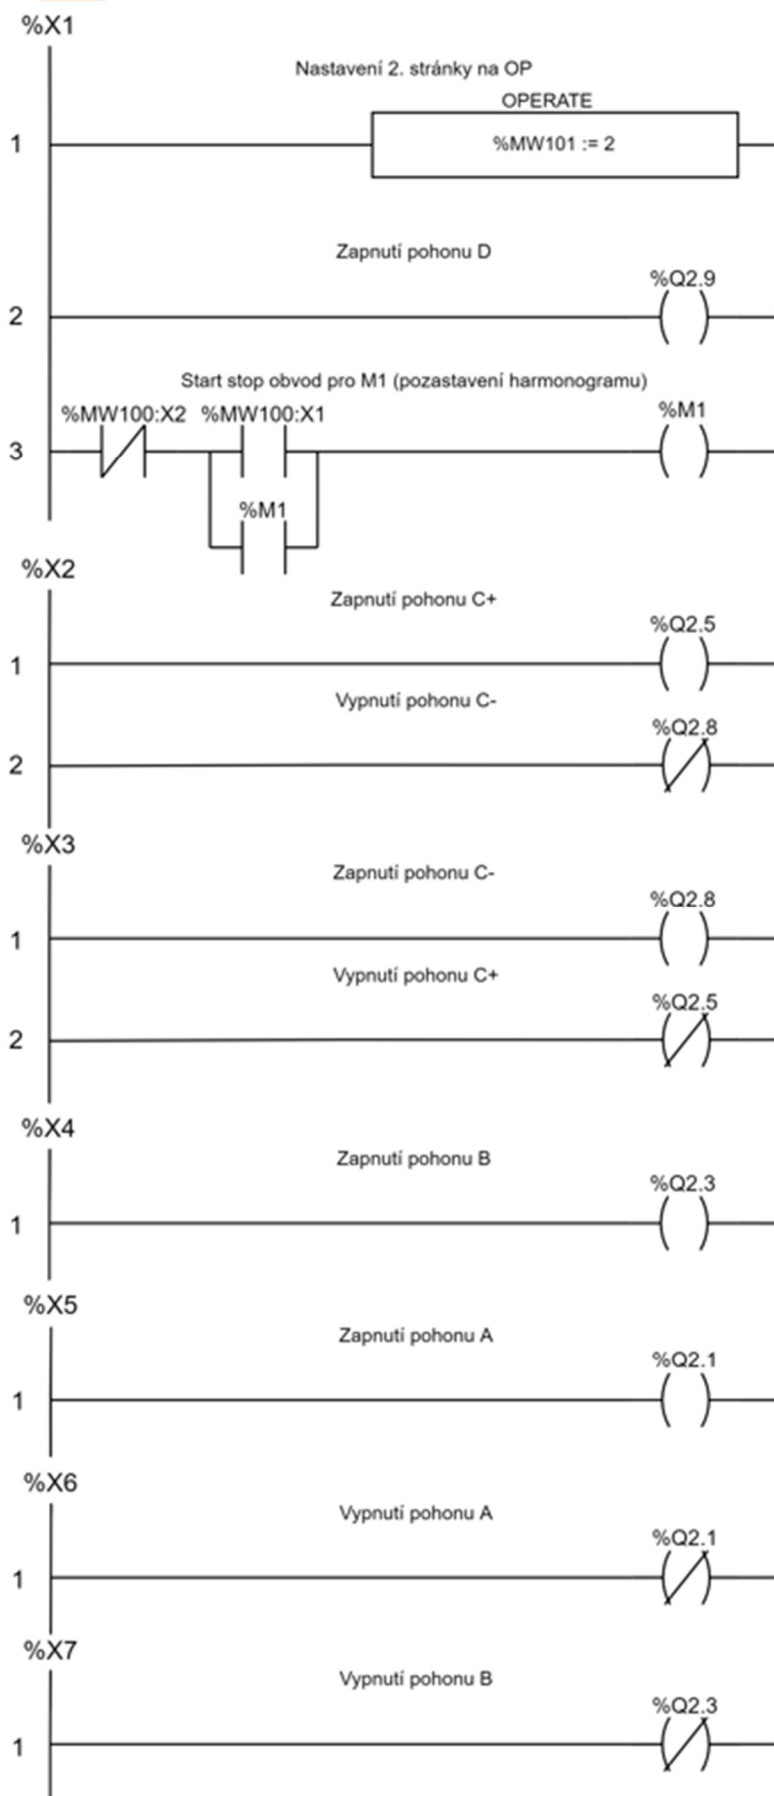 %X1
Nastavení 2. stránky na OP
OPERATE
1
%MW101 := 2
Zapnutí pohonu D
%Q2.9
2
Start stop obvod pro M1 (pozastavení harmonogramu)
%MW100:X2 %MW100:X1 %M1
3
%M1
%X2
Zapnutí pohonu C+
%Q2.5
1
Vypnutí pohonu C-
%Q2.8
2
%X3
Zapnutí pohonu C-
%Q2.8
1
Vypnutí pohonu C+
%Q2.5
2
%X4
Zapnutí pohonu B
%Q2.3
1
%X5
Zapnutí pohonu A
%Q2.1
1
%X6
Vypnutí pohonu A
%Q2.1
1
%X7
Vypnutí pohonu B
%Q2.3
1